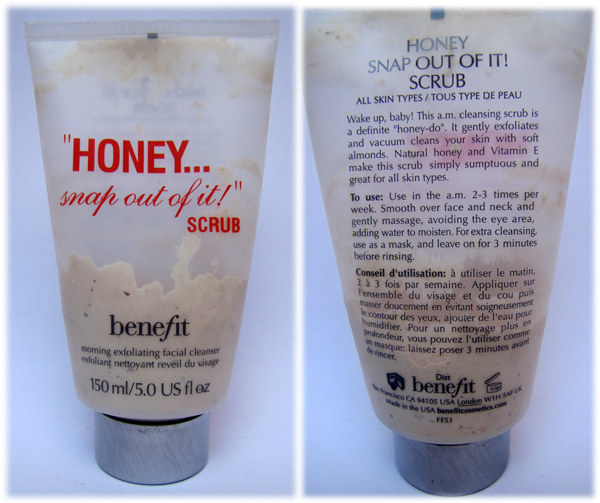 "HONEY...
snap out of it!"
SCRUB
benefit
morning exfoliating facial cleanser
exfoliant nettoyant reveil du visage
150 ml/5.0 US fl oz
HONEY
SNAP OUT OF IT!
SCRUB
ALL SKIN TYPES / TOUS TYPE DE PEAU
Wake up, baby! This a.m. cleansing scrub is
a definite "honey-do". It gently exfoliates
and vacuum cleans your skin with soft
almonds. Natural honey and Vitamin E
make this scrub simply sumptuous and
great for all skin types.
To use: Use in the a.m. 2-3 times per
week. Smooth over face and neck and
gently massage, avoiding the eye area,
adding water to moisten. For extra cleansing,
use as a mask, and leave on for 3 minutes
before rinsing.
Conseil d'utilisation: à utiliser le matin,
2 à 3 fois par semaine. Appliquer sur
l'ensemble du visage et du cou puis
masser doucement en évitant soigneusement
le contour des yeux, ajouter de l'eau pour
humidifier. Pour un nettoyage plus en
profondeur, vous pouvez l'utiliser comme
un masque: laissez poser 3 minutes avant
de rincer.
Dist
benefit
San Francisco CA 94105 USA London W1H 5AF UK
Made in the USA benefitcosmetics.com
FF53